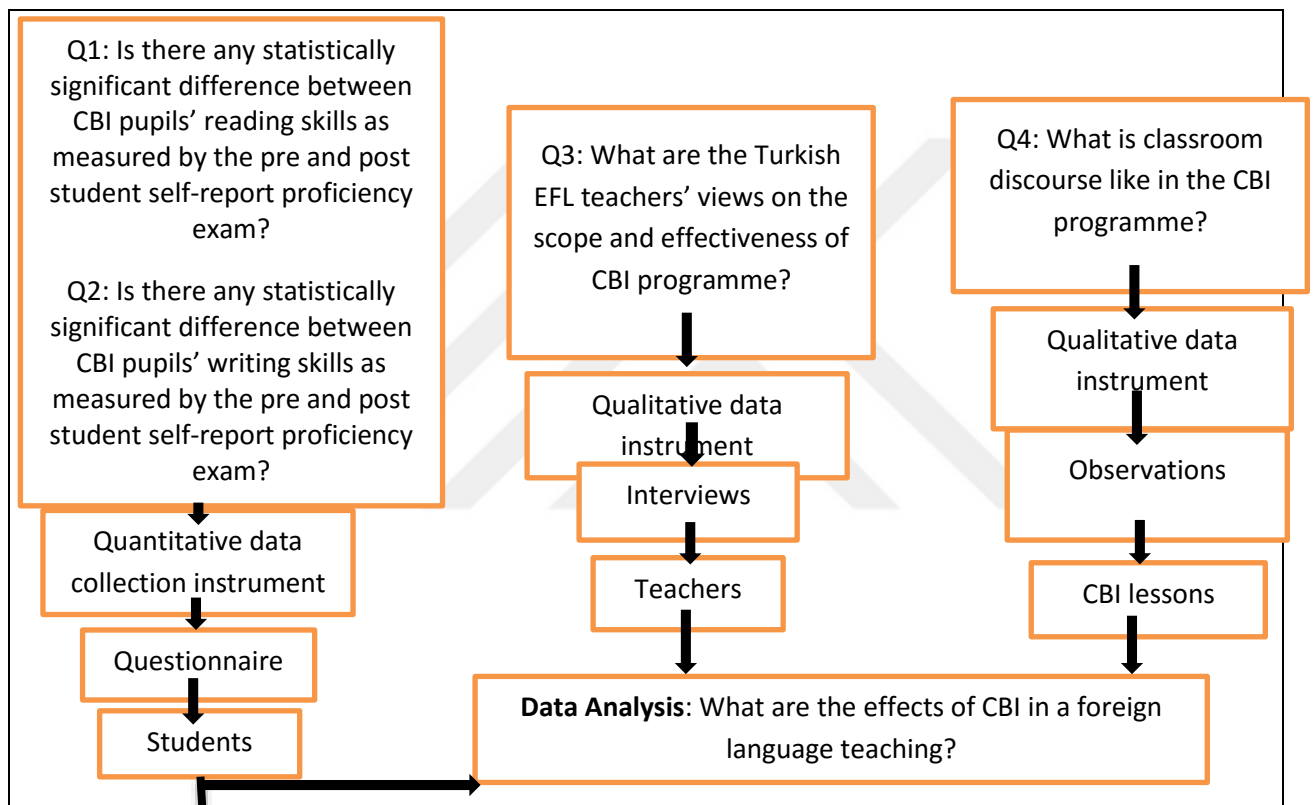 Q1: Is there any statistically
significant difference between
CBI pupils’ reading skills as
measured by the pre and post
student self-report proficiency
exam?
Q2: Is there any statistically
significant difference between
CBI pupils’ writing skills as
measured by the pre and post
student self-report proficiency
exam?
Quantitative data
collection instrument
Questionnaire
Students
Q3: What are the Turkish
EFL teachers’ views on the
scope and effectiveness of
CBI programme?
Qualitative data
instrument
Interviews
Teachers
Q4: What is classroom
discourse like in the CBI
programme?
Qualitative data
instrument
Observations
CBI lessons
Data Analysis: What are the effects of CBI in a foreign
language teaching?